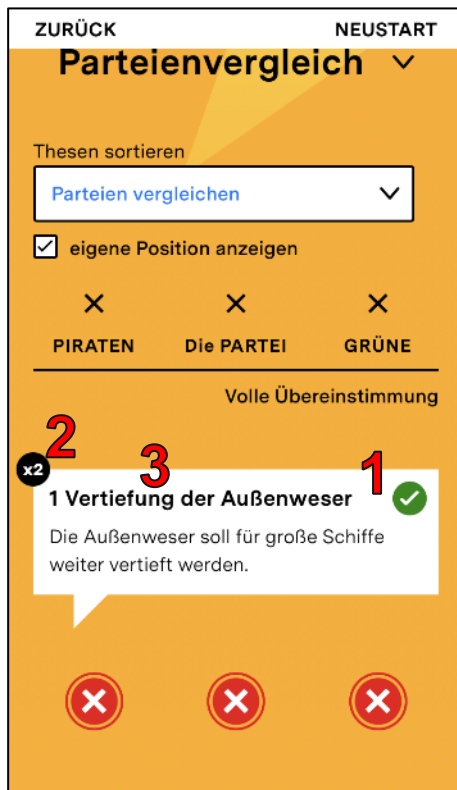 ZURÜCK NEUSTART
Parteienvergleich
Thesen sortieren
Parteien vergleichen
eigene Position anzeigen
PIRATEN Die PARTEI GRÜNE
Volle Übereinstimmung
2 3 1
x2
1 Vertiefung der Außenweser
Die Außenweser soll für große Schiffe
weiter vertieft werden.